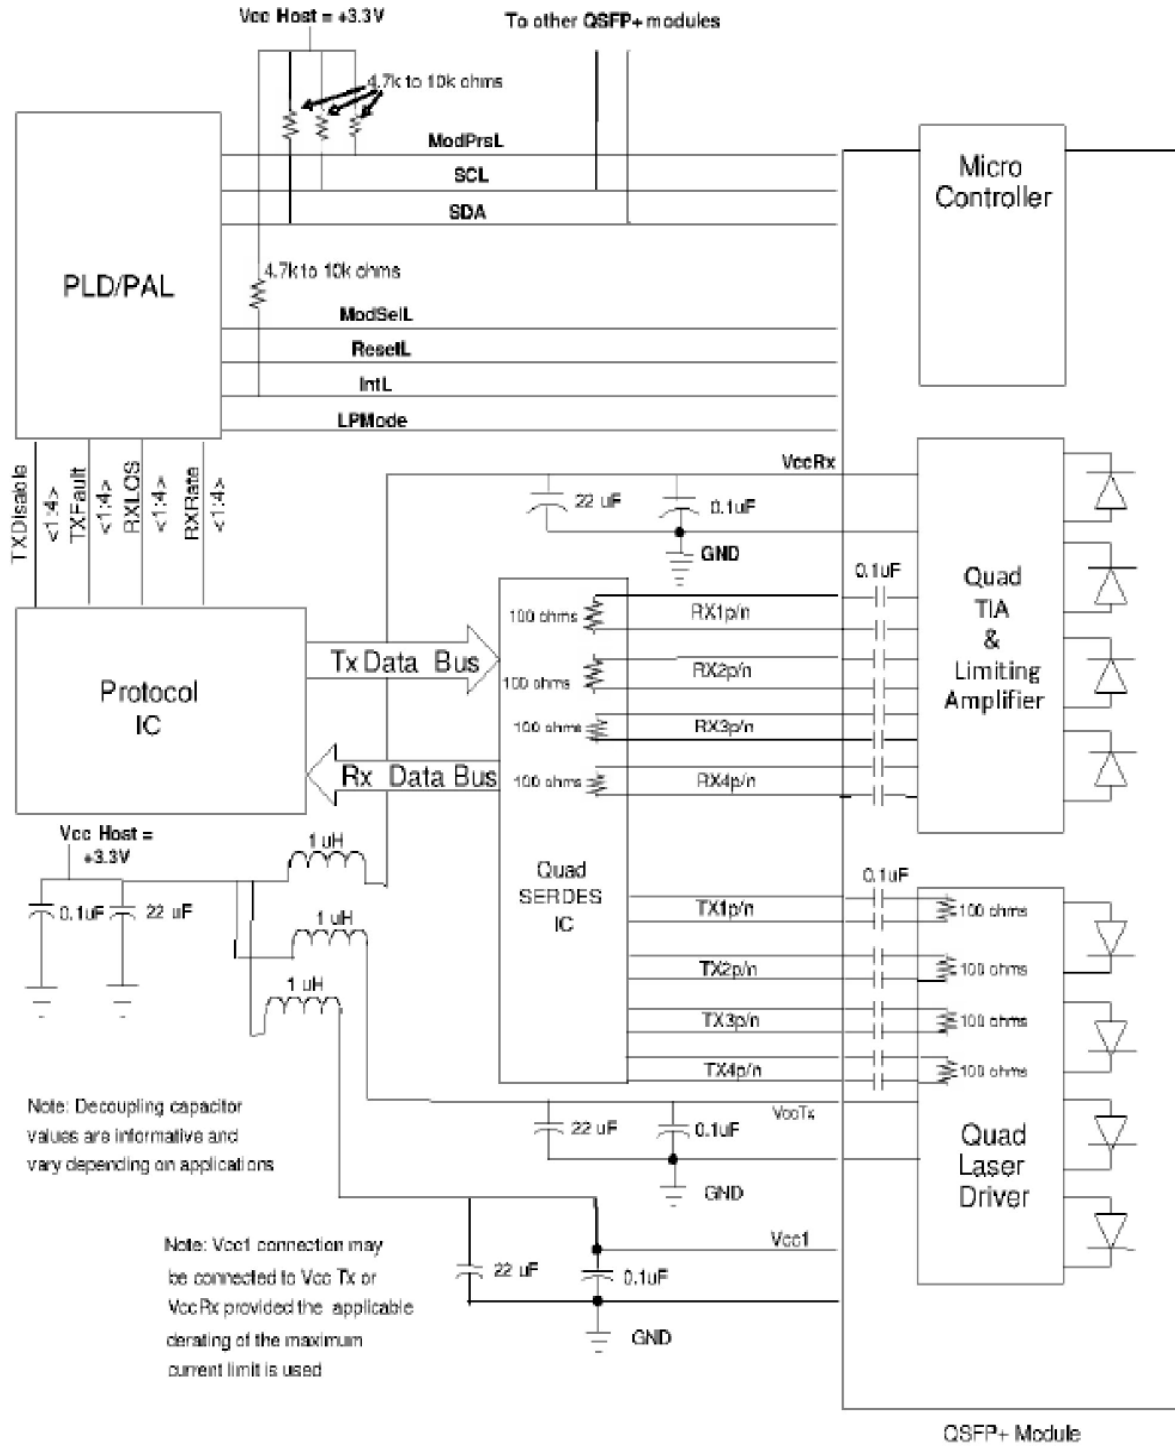 Vcc Host = +3.3V
To other QSFP+ modules
4.7k to 10k ohms
ModPrsL
SCL
SDA
Micro
Controller
PLD/PAL
4.7k to 10k ohms
ModSelL
ResetL
IntL
LPMode
TXDisable
<1:4>
TXFault
<1:4>
RXLOS
<1:4>
RXRate
<1:4>
VccRx
22 uF
0.1uF
GND
0.1uF
Quad
TIA
&
Limiting
Amplifier
100 ohms
RX1p/n
100 ohms
RX2p/n
100 ohms
RX3p/n
100 ohms
RX4p/n
Tx Data Bus
Protocol
IC
Rx Data Bus
Vcc Host =
+3.3V
0.1uF
22 uF
1 uH
1 uH
1 uH
Quad
SERDES
IC
0.1uF
TX1p/n
100 ohms
TX2p/n
100 ohms
TX3p/n
100 ohms
TX4p/n
100 ohms
VccTx
22 uF
0.1uF
GND
Quad
Laser
Driver
Note: Decoupling capacitor
values are informative and
vary depending on applications
Note: Vcc1 connection may
be connected to Vcc Tx or
Vcc Rx provided the applicable
derating of the maximum
current limit is used
Vcc1
22 uF
0.1uF
GND
QSFP+ Module